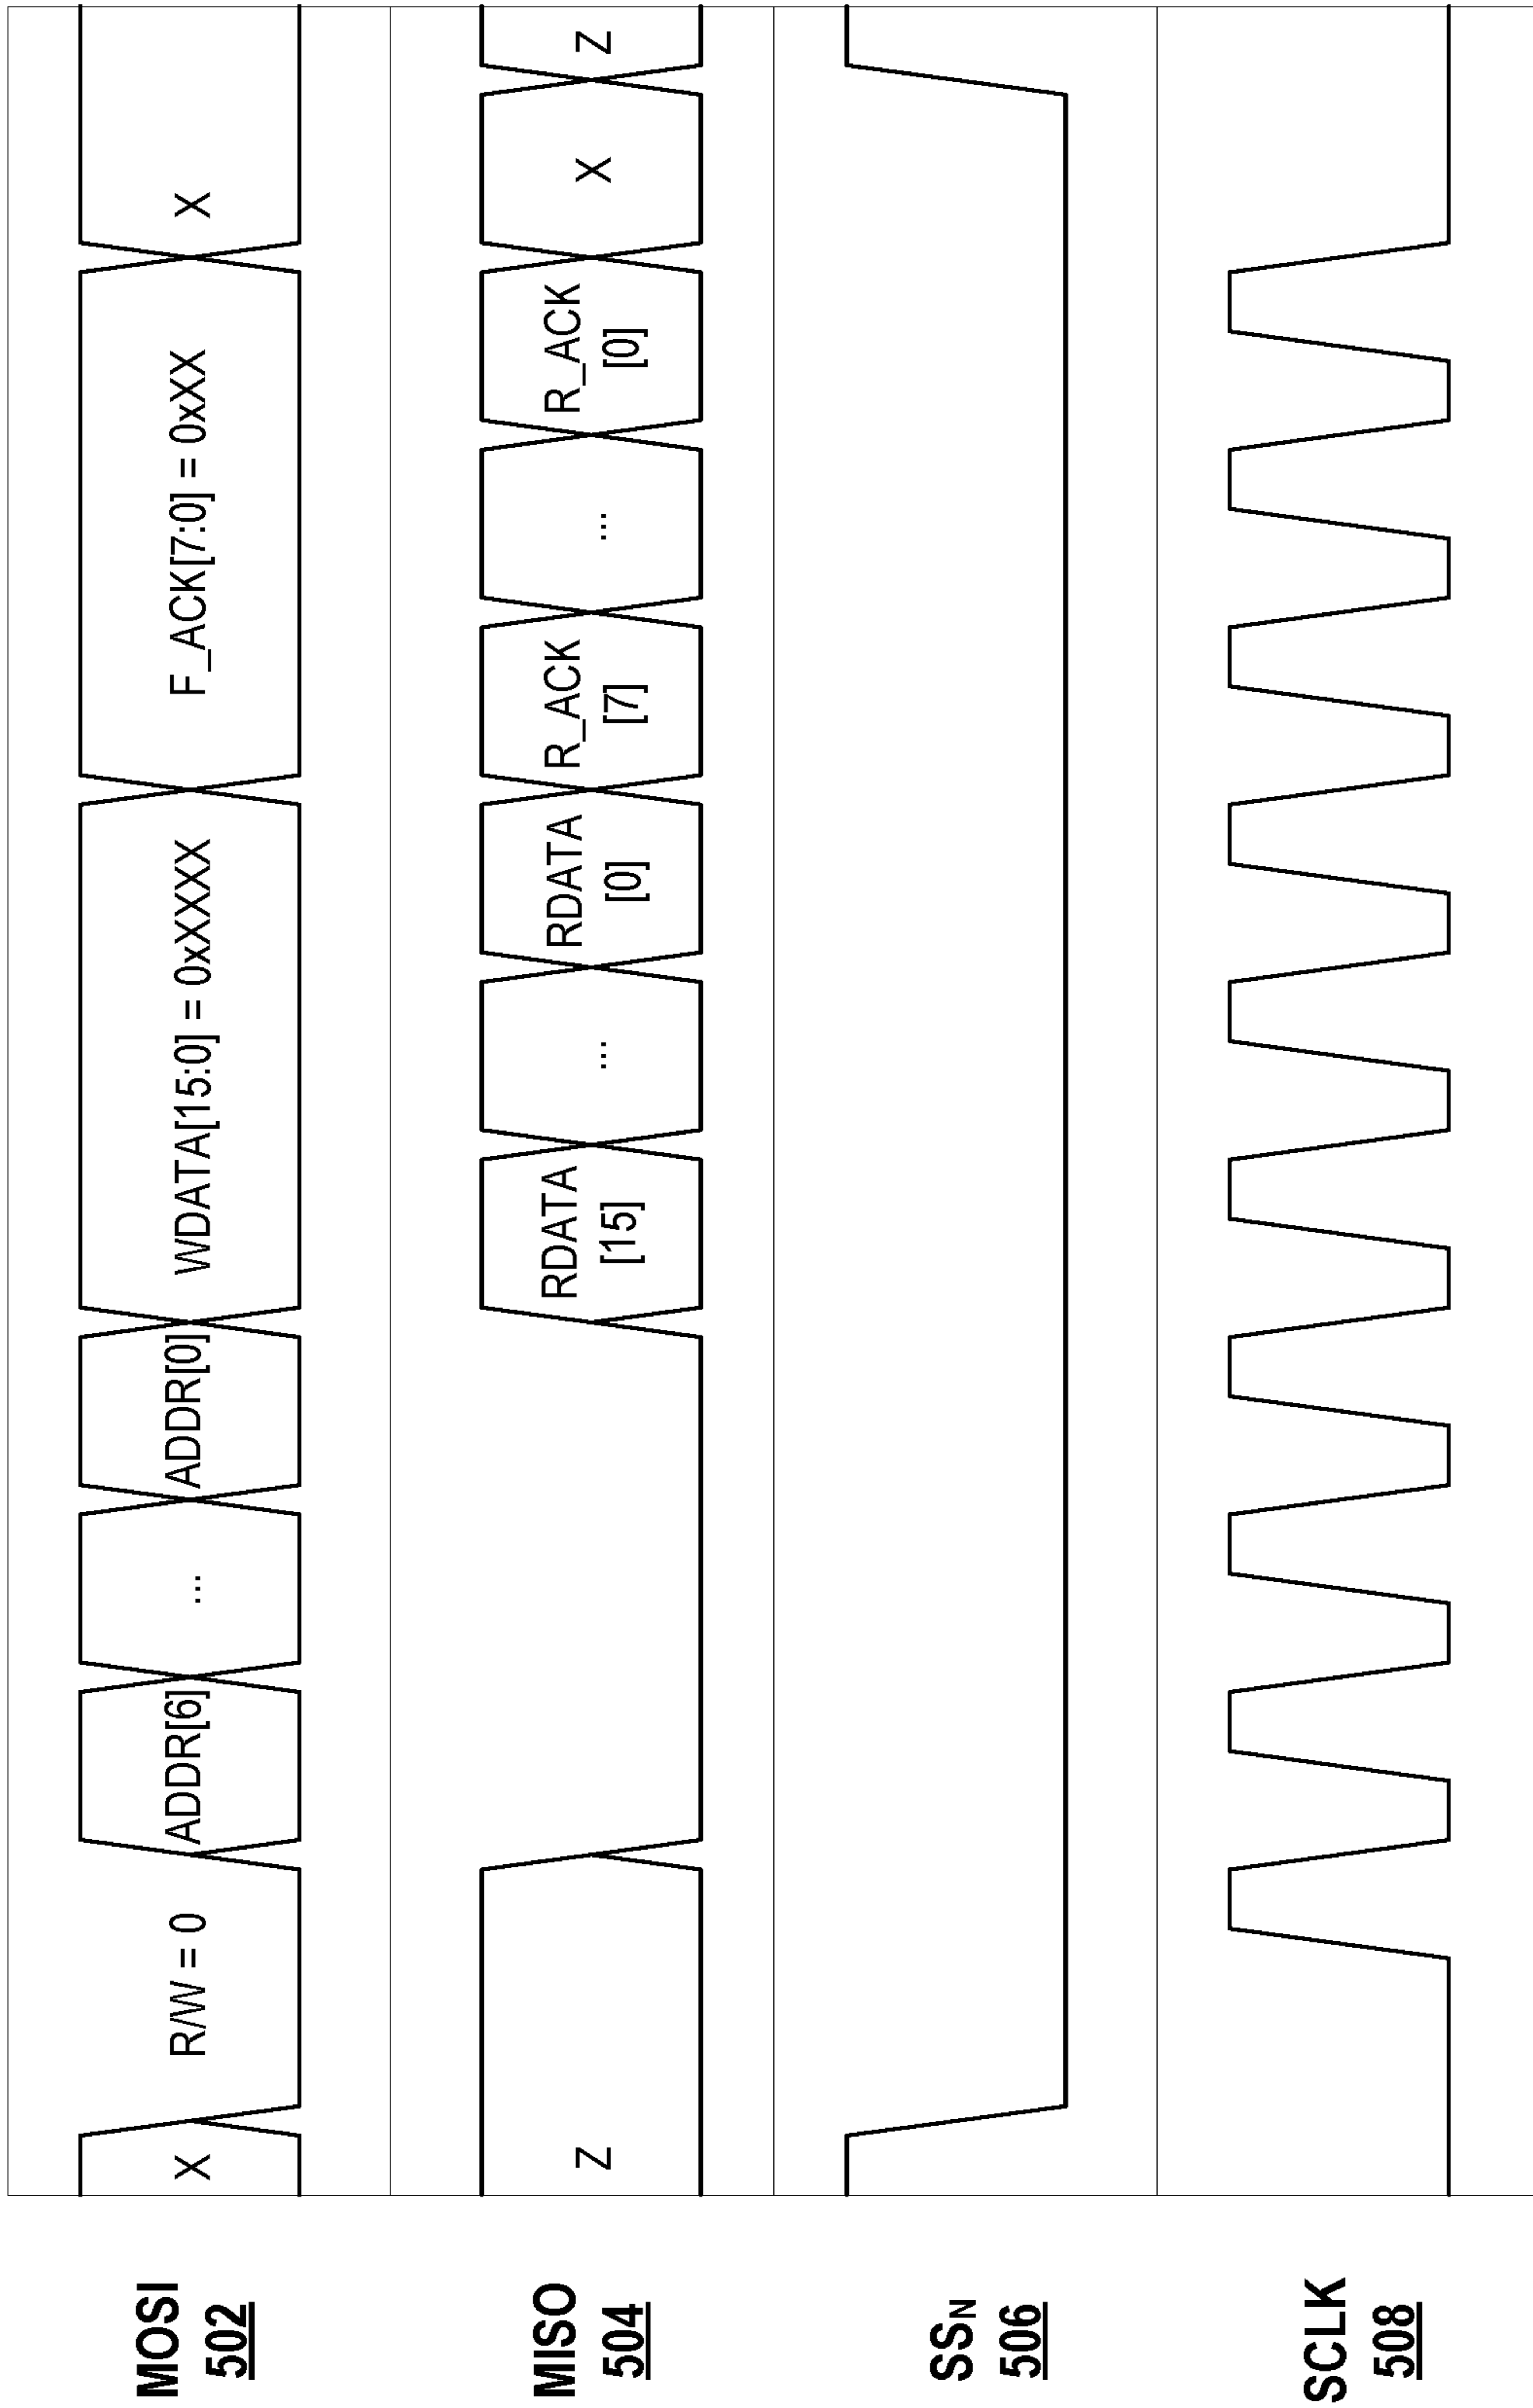 MOSI
502
X
R/W = 0
ADDR[6]
...
ADDR[0]
WDATA[15:0] = 0xXXXX
F_ACK[7:0] = 0xXX
X
MISO
504
Z
RDATA
[15]
...
RDATA
[0]
R_ACK
[7]
...
R_ACK
[0]
X
Z
SSN
506
SCLK
508